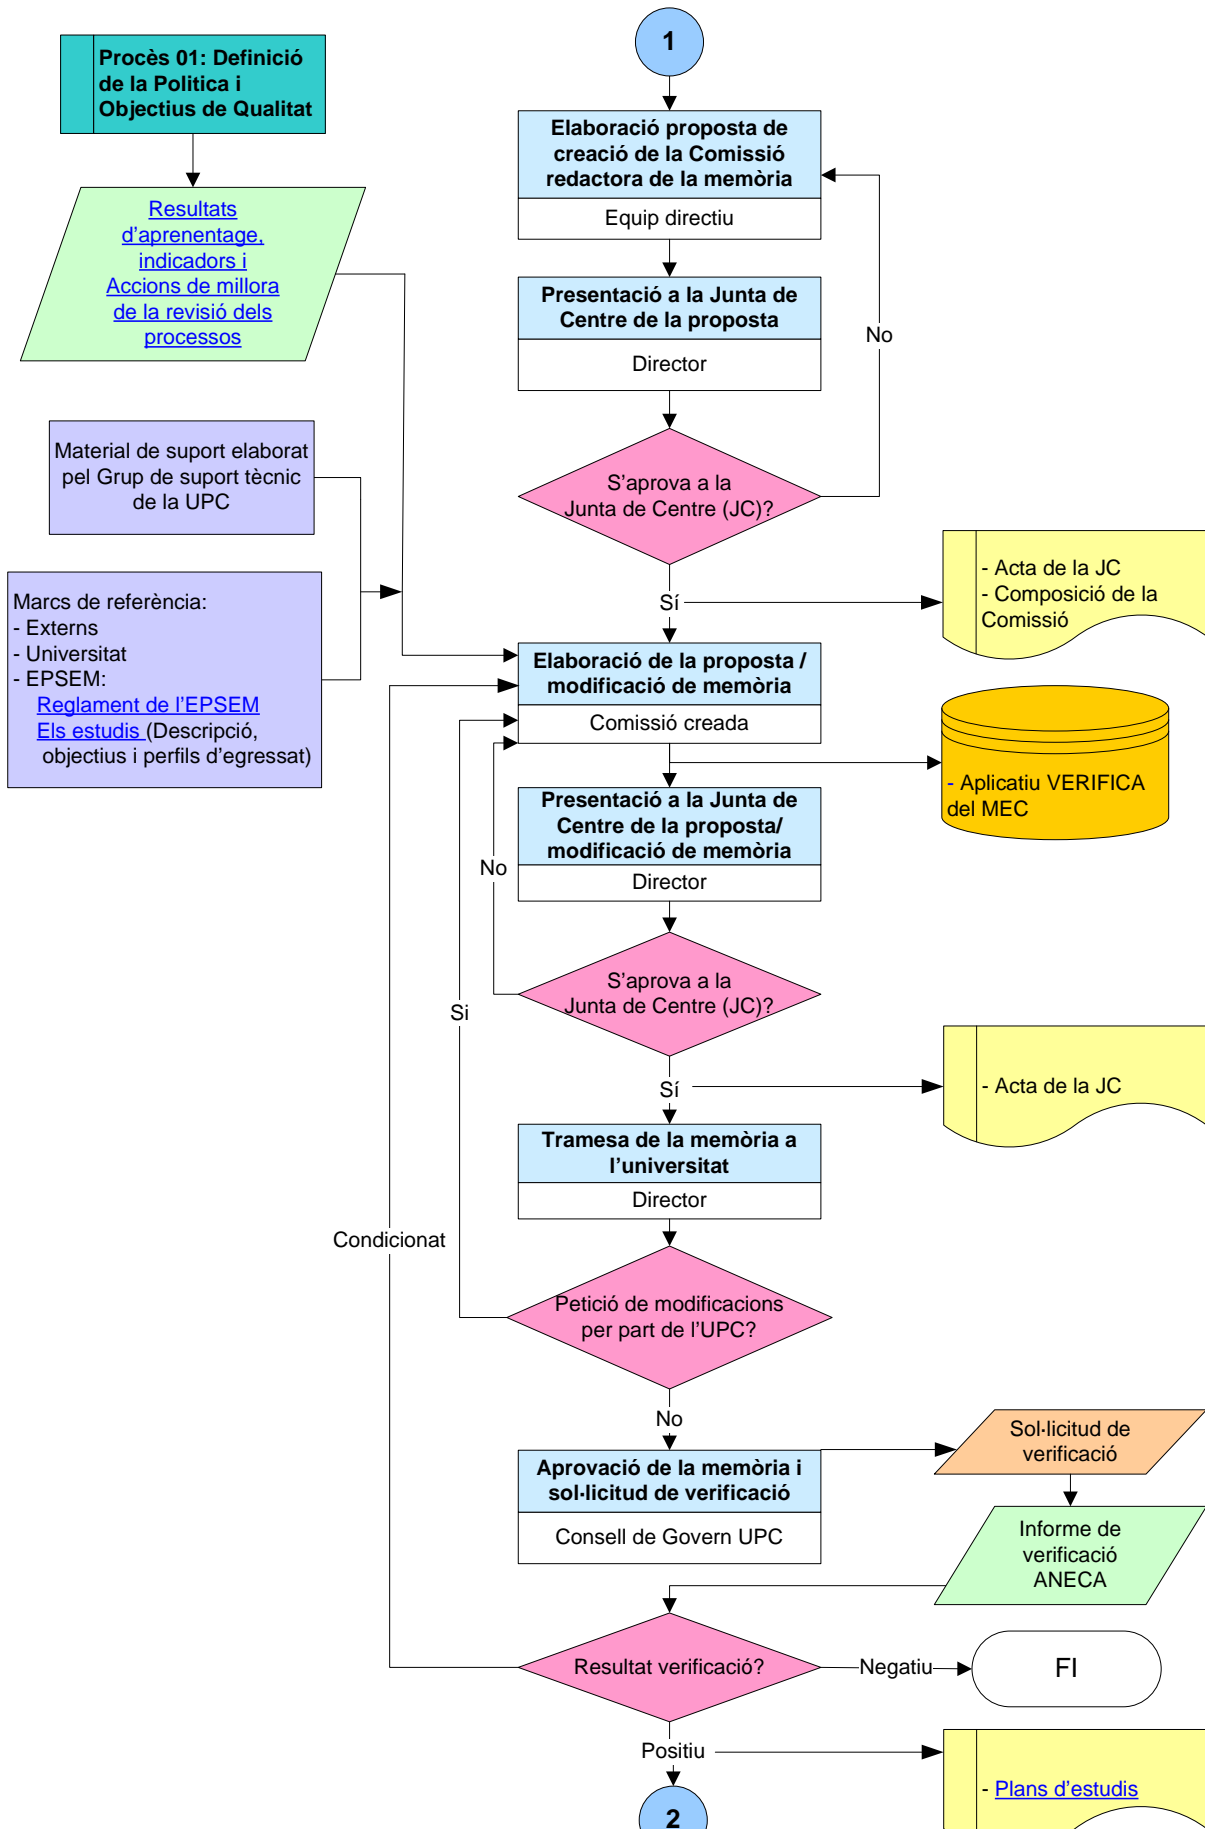 1
Procès 01: Definició
de la Politica i
Objectius de Qualitat
Elaboració proposta de
creació de la Comissió
redactora de la memòria
Equip directiu
Resultats
d’aprenentage,
indicadors i
Accions de millora
de la revisió dels
processos
Presentació a la Junta de
Centre de la proposta
Director
No
Material de suport elaborat
pel Grup de suport tècnic
de la UPC
S’aprova a la
Junta de Centre (JC)?
- Acta de la JC
- Composició de la
Comissió
Sí
Marcs de referència:
- Externs
- Universitat
- EPSEM:
Reglament de l’EPSEM
Els estudis (Descripció,
objectius i perfils d’egressat)
Elaboració de la proposta /
modificació de memòria
Comissió creada
- Aplicatiu VERIFICA
del MEC
Presentació a la Junta de
Centre de la proposta/
modificació de memòria
Director
No
S’aprova a la
Junta de Centre (JC)?
Si
Sí
- Acta de la JC
Tramesa de la memòria a
l’universitat
Director
Condicionat
Petició de modificacions
per part de l’UPC?
No
Aprovació de la memòria i
sol·licitud de verificació
Consell de Govern UPC
Sol·licitud de
verificació
Informe de
verificació
ANECA
Resultat verificació?
Negatiu
FI
Positiu
- Plans d’estudis
2